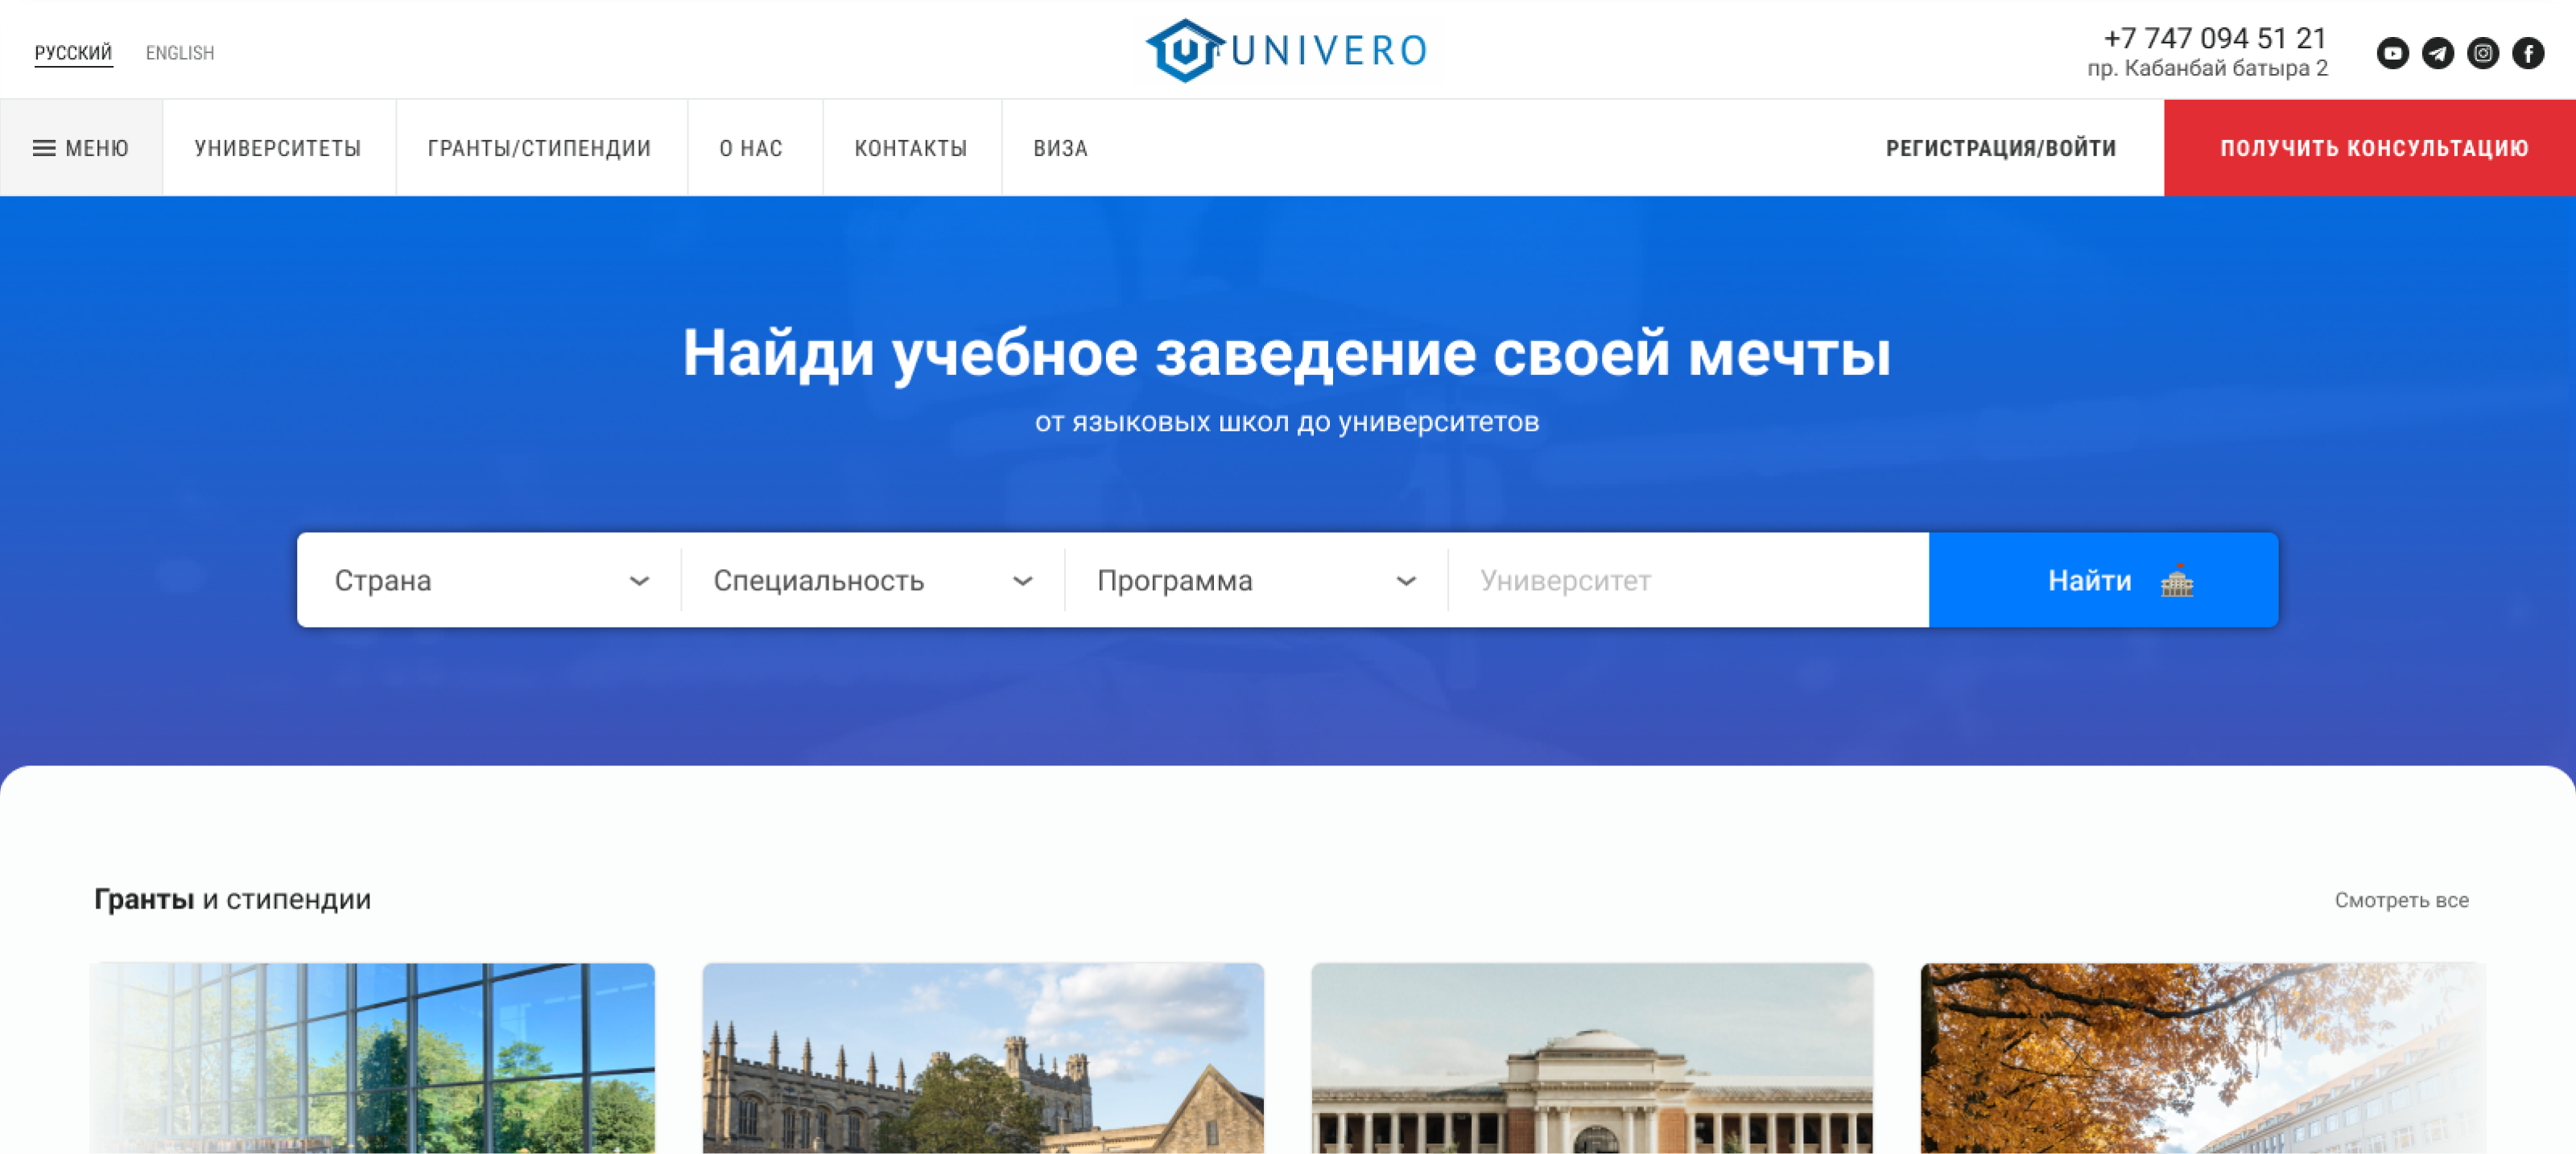 РУССКИЙ ENGLISH
UNIVERO
+7 747 094 51 21
пр. Кабанбай батыра 2
МЕНЮ УНИВЕРСИТЕТЫ ГРАНТЫ/СТИПЕНДИИ О НАС КОНТАКТЫ ВИЗА РЕГИСТРАЦИЯ/ВОЙТИ ПОЛУЧИТЬ КОНСУЛЬТАЦИЮ
Найди учебное заведение своей мечты
от языковых школ до университетов
Страна Специальность Программа Университет Найти
Гранты и стипендии Смотреть все